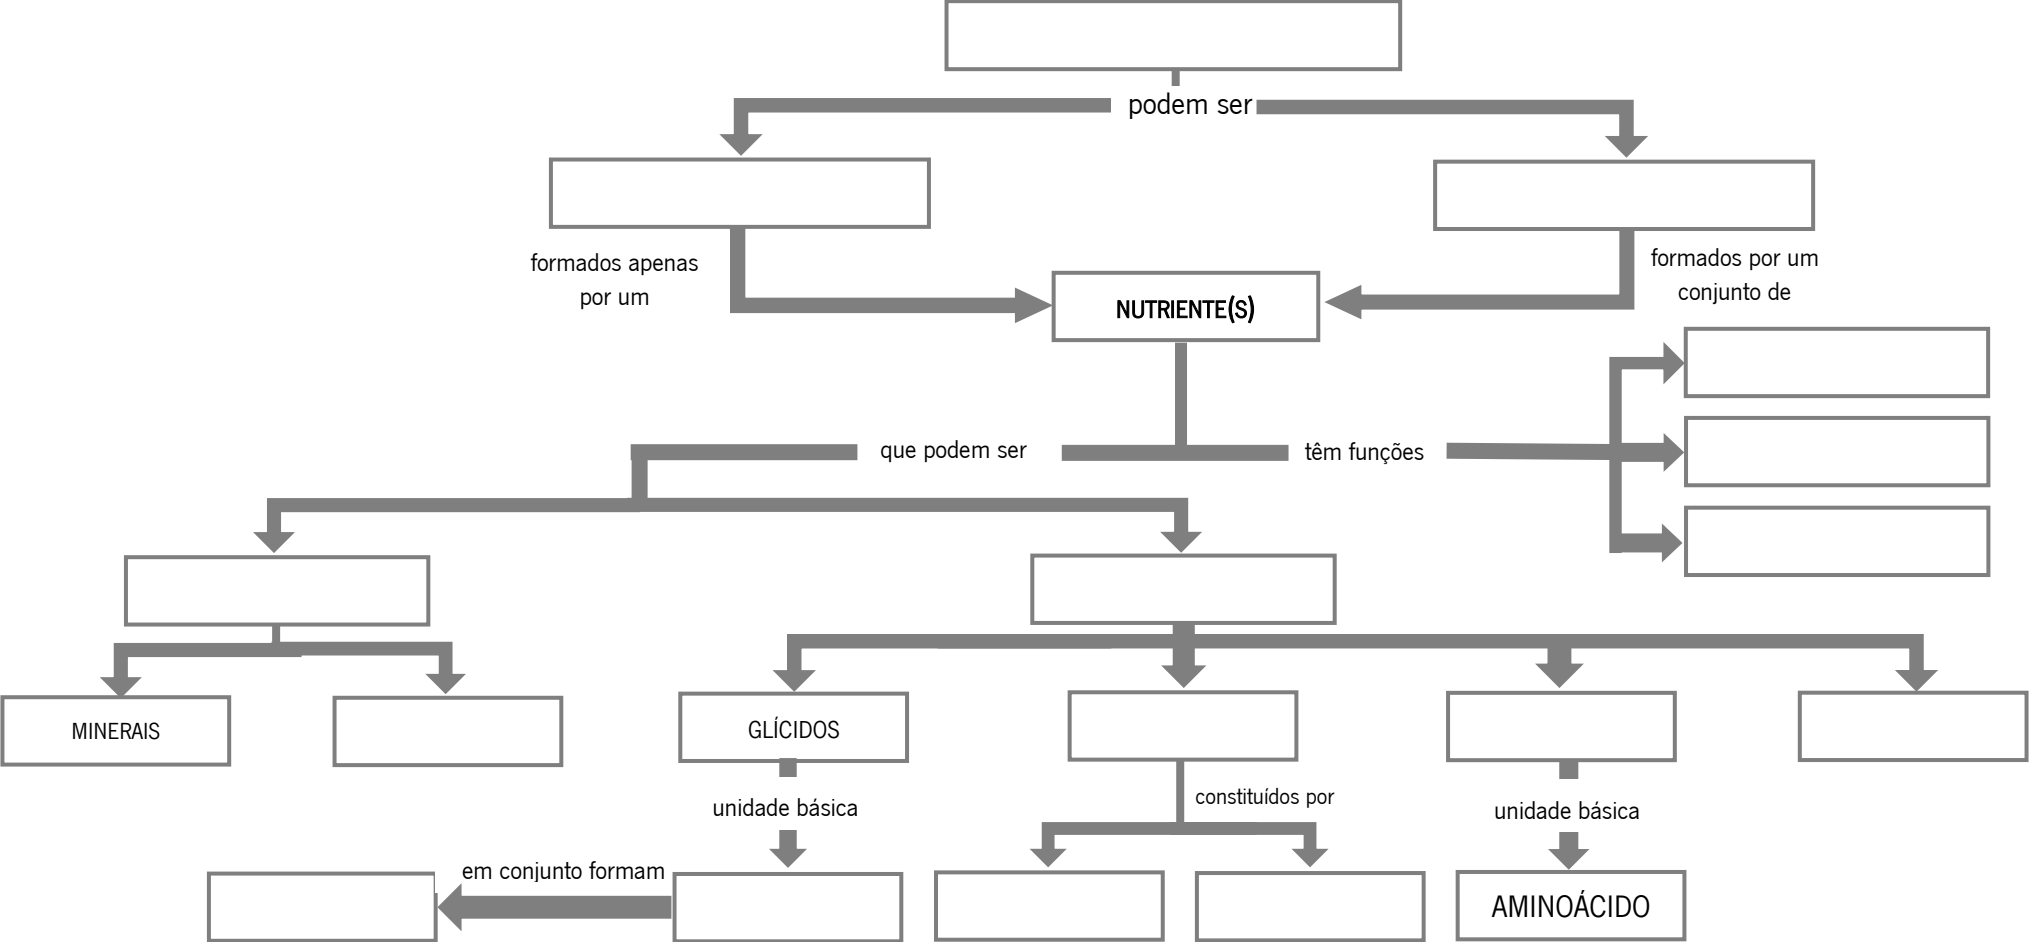 podem ser
formados apenas
por um
formados por um
conjunto de
NUTRIENTE(S)
que podem ser
têm funções
MINERAIS
GLÍCIDOS
constituídos por
unidade básica
unidade básica
em conjunto formam
AMINOÁCIDO